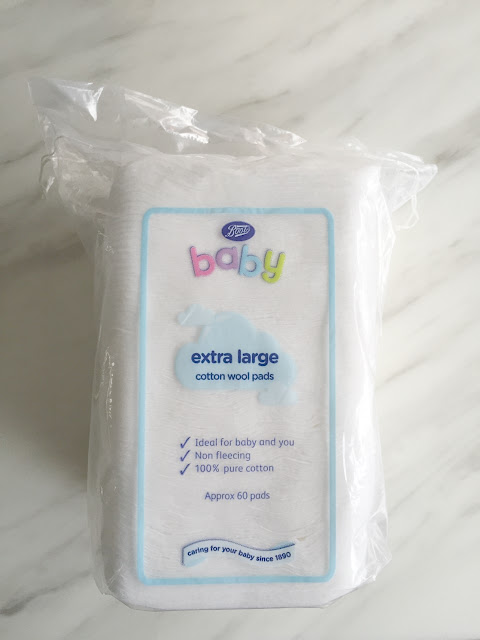 Boots
baby
extra large
cotton wool pads
✓ Ideal for baby and you
✓ Non fleecing
✓ 100% pure cotton
Approx 60 pads
caring for your baby since 1890